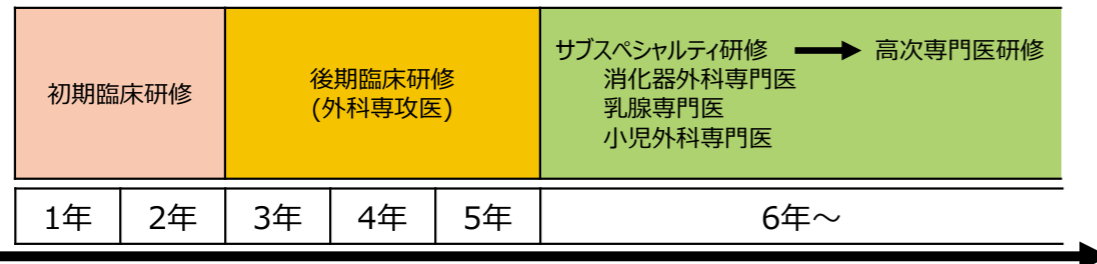 初期臨床研修
後期臨床研修
(外科専攻医)
サブスペシャルティ研修 高次専門医研修
消化器外科専門医
乳腺専門医
小児外科専門医
1年 2年 3年 4年 5年 6年～